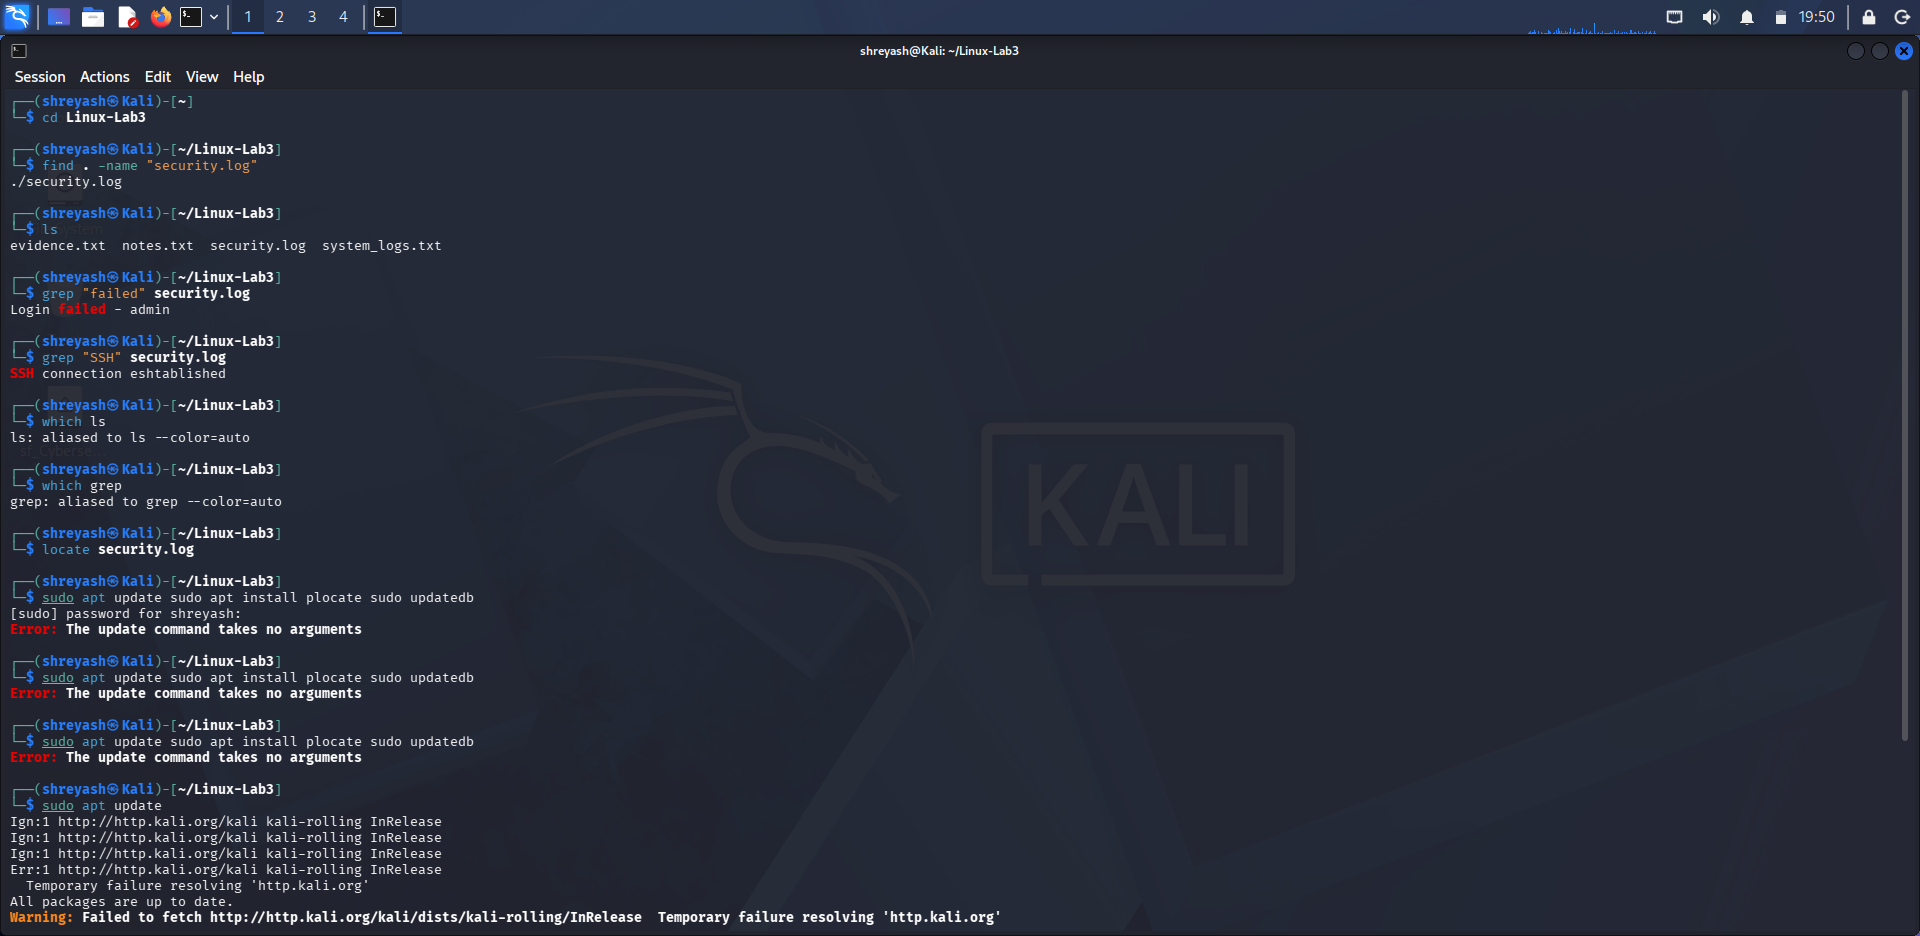 1 2 3 4 19:50
shreyash@Kali: ~/Linux-Lab3
Session Actions Edit View Help
┌──(shreyash㉿Kali)-[~]
└─$ cd Linux-Lab3
┌──(shreyash㉿Kali)-[~/Linux-Lab3]
└─$ find . -name "security.log"
./security.log
┌──(shreyash㉿Kali)-[~/Linux-Lab3]
└─$ ls
evidence.txt  notes.txt  security.log  system_logs.txt
┌──(shreyash㉿Kali)-[~/Linux-Lab3]
└─$ grep "failed" security.log
Login failed - admin
┌──(shreyash㉿Kali)-[~/Linux-Lab3]
└─$ grep "SSH" security.log
SSH connection eshtablished
┌──(shreyash㉿Kali)-[~/Linux-Lab3]
└─$ which ls
ls: aliased to ls --color=auto
┌──(shreyash㉿Kali)-[~/Linux-Lab3]
└─$ which grep
grep: aliased to grep --color=auto
┌──(shreyash㉿Kali)-[~/Linux-Lab3]
└─$ locate security.log
┌──(shreyash㉿Kali)-[~/Linux-Lab3]
└─$ sudo apt update sudo apt install plocate sudo updatedb
[sudo] password for shreyash:
Error: The update command takes no arguments
┌──(shreyash㉿Kali)-[~/Linux-Lab3]
└─$ sudo apt update sudo apt install plocate sudo updatedb
Error: The update command takes no arguments
┌──(shreyash㉿Kali)-[~/Linux-Lab3]
└─$ sudo apt update sudo apt install plocate sudo updatedb
Error: The update command takes no arguments
┌──(shreyash㉿Kali)-[~/Linux-Lab3]
└─$ sudo apt update
Ign:1 http://http.kali.org/kali kali-rolling InRelease
Ign:1 http://http.kali.org/kali kali-rolling InRelease
Ign:1 http://http.kali.org/kali kali-rolling InRelease
Err:1 http://http.kali.org/kali kali-rolling InRelease
  Temporary failure resolving 'http.kali.org'
All packages are up to date.
Warning: Failed to fetch http://http.kali.org/kali/dists/kali-rolling/InRelease  Temporary failure resolving 'http.kali.org'
KALI